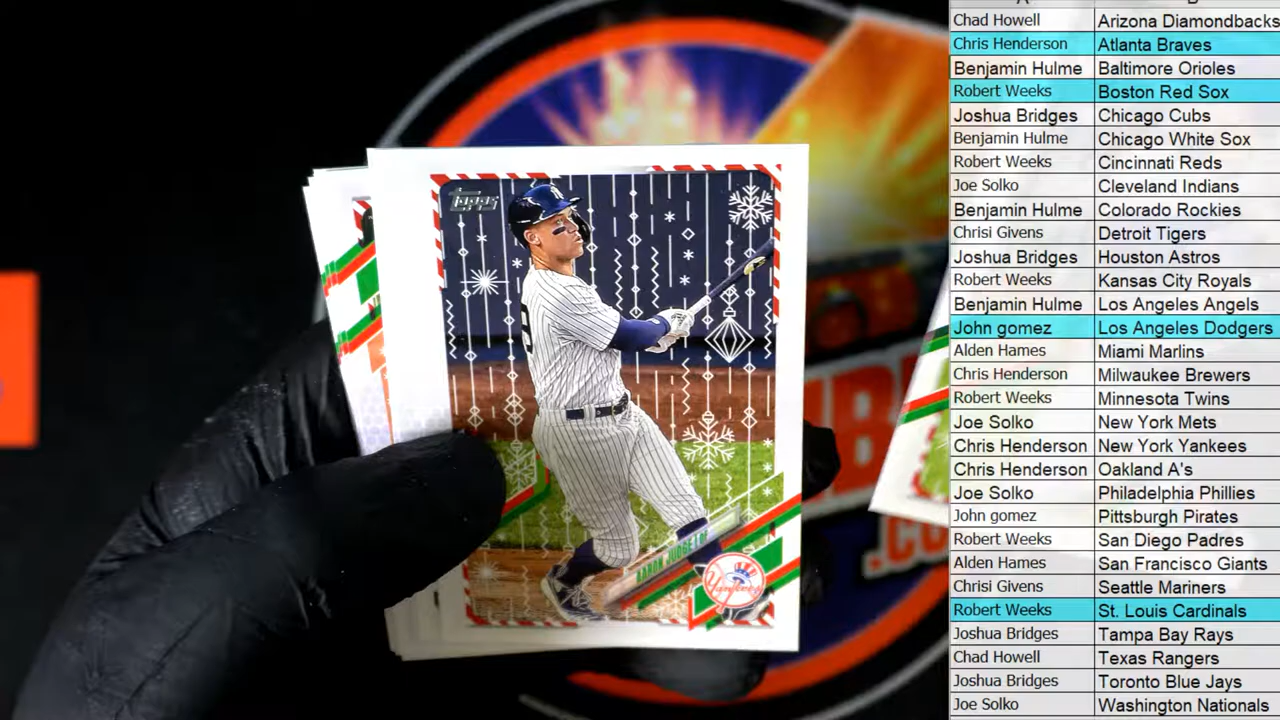 Topps
AARON JUDGE | OF
Yankees
.COM
Chad Howell Arizona Diamondbacks
Chris Henderson Atlanta Braves
Benjamin Hulme Baltimore Orioles
Robert Weeks Boston Red Sox
Joshua Bridges Chicago Cubs
Benjamin Hulme Chicago White Sox
Robert Weeks Cincinnati Reds
Joe Solko Cleveland Indians
Benjamin Hulme Colorado Rockies
Chrisi Givens Detroit Tigers
Joshua Bridges Houston Astros
Robert Weeks Kansas City Royals
Benjamin Hulme Los Angeles Angels
John gomez Los Angeles Dodgers
Alden Hames Miami Marlins
Chris Henderson Milwaukee Brewers
Robert Weeks Minnesota Twins
Joe Solko New York Mets
Chris Henderson New York Yankees
Chris Henderson Oakland A's
Joe Solko Philadelphia Phillies
John gomez Pittsburgh Pirates
Robert Weeks San Diego Padres
Alden Hames San Francisco Giants
Chrisi Givens Seattle Mariners
Robert Weeks St. Louis Cardinals
Joshua Bridges Tampa Bay Rays
Chad Howell Texas Rangers
Joshua Bridges Toronto Blue Jays
Joe Solko Washington Nationals